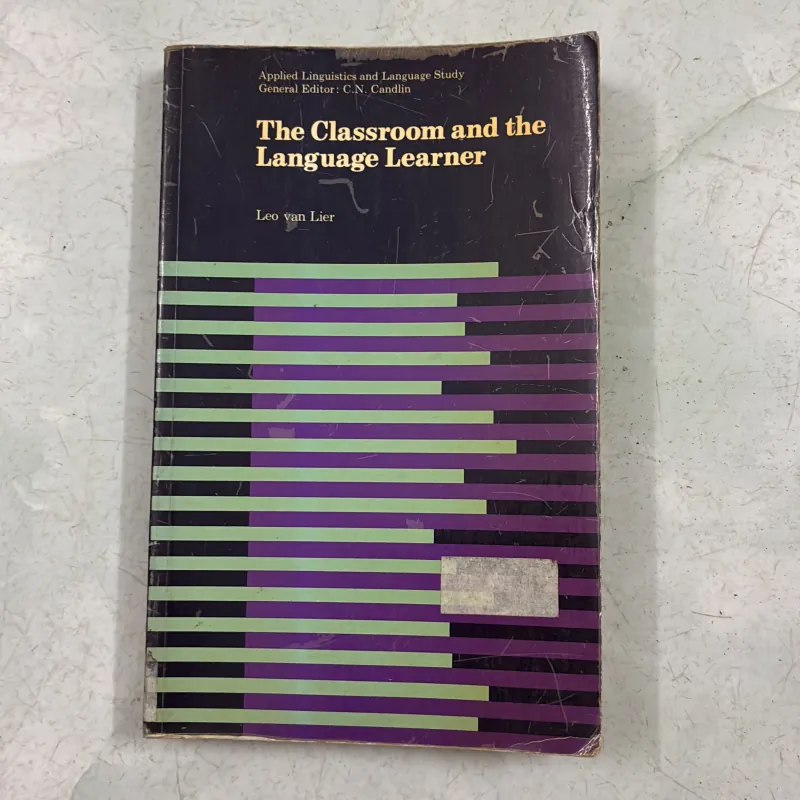 Applied Linguistics and Language Study
General Editor: C.N. Candlin
The Classroom and the
Language Learner
Leo van Lier